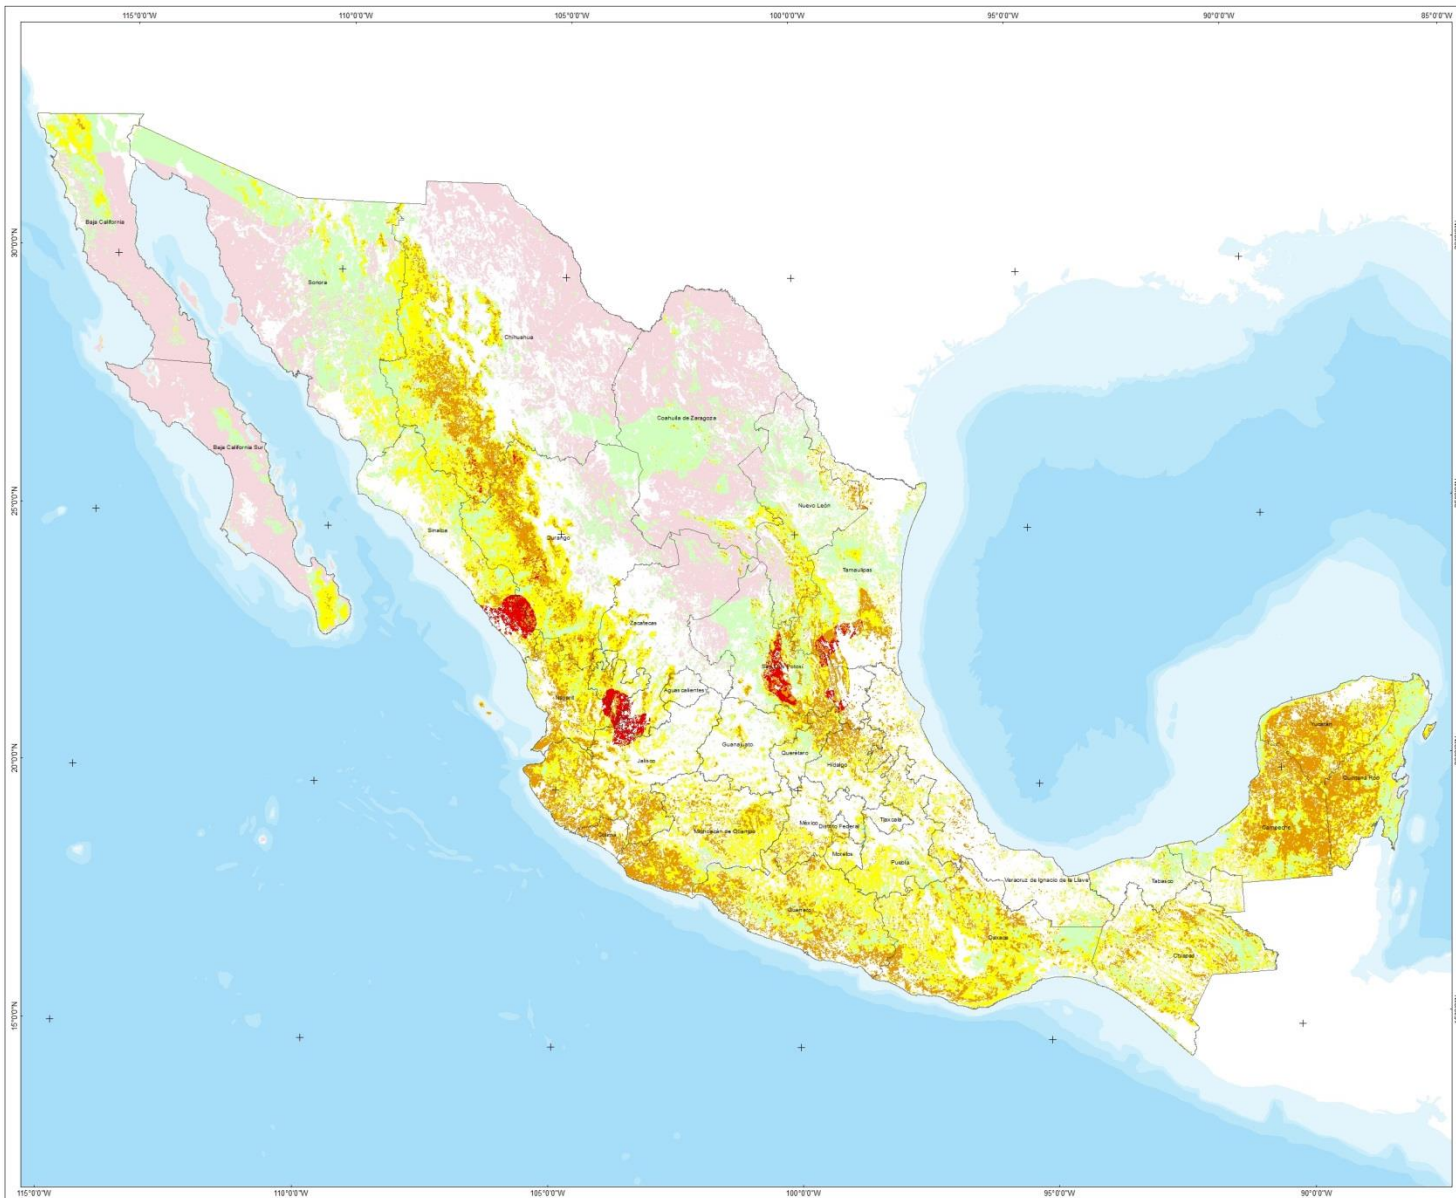 115°0'0"W 110°0'0"W 105°0'0"W 100°0'0"W 95°0'0"W 90°0'0"W 85°0'0"W
Baja California
30°0'0"N
Sonora
Chihuahua
Coahuila de Zaragoza
Baja California Sur
25°0'0"N
Nuevo León
Sinaloa
Durango
Tamaulipas
Zacatecas
San Luis Potosí
Aguascalientes
Nayarit
Yucatán
Guanajuato
20°0'0"N
Querétaro
Jalisco
Hidalgo
Quintana Roo
México
Tlaxcala
Distrito Federal
Michoacán de Ocampo
Colima
Campeche
Morelos
Puebla
Veracruz de Ignacio de la Llave
Tabasco
Guerrero
Oaxaca
Chiapas
15°0'0"N
115°0'0"W 110°0'0"W 105°0'0"W 100°0'0"W 95°0'0"W 90°0'0"W